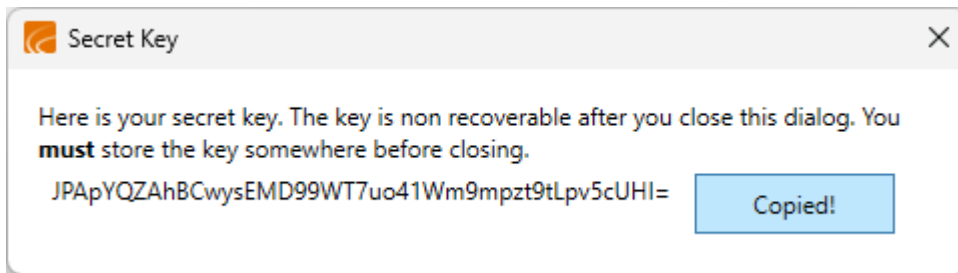 Secret Key
Here is your secret key. The key is non recoverable after you close this dialog. You
must store the key somewhere before closing.
JPApYQZAhBCwysEMD99WT7uo41Wm9mpzt9tLpv5cUHI=
Copied!